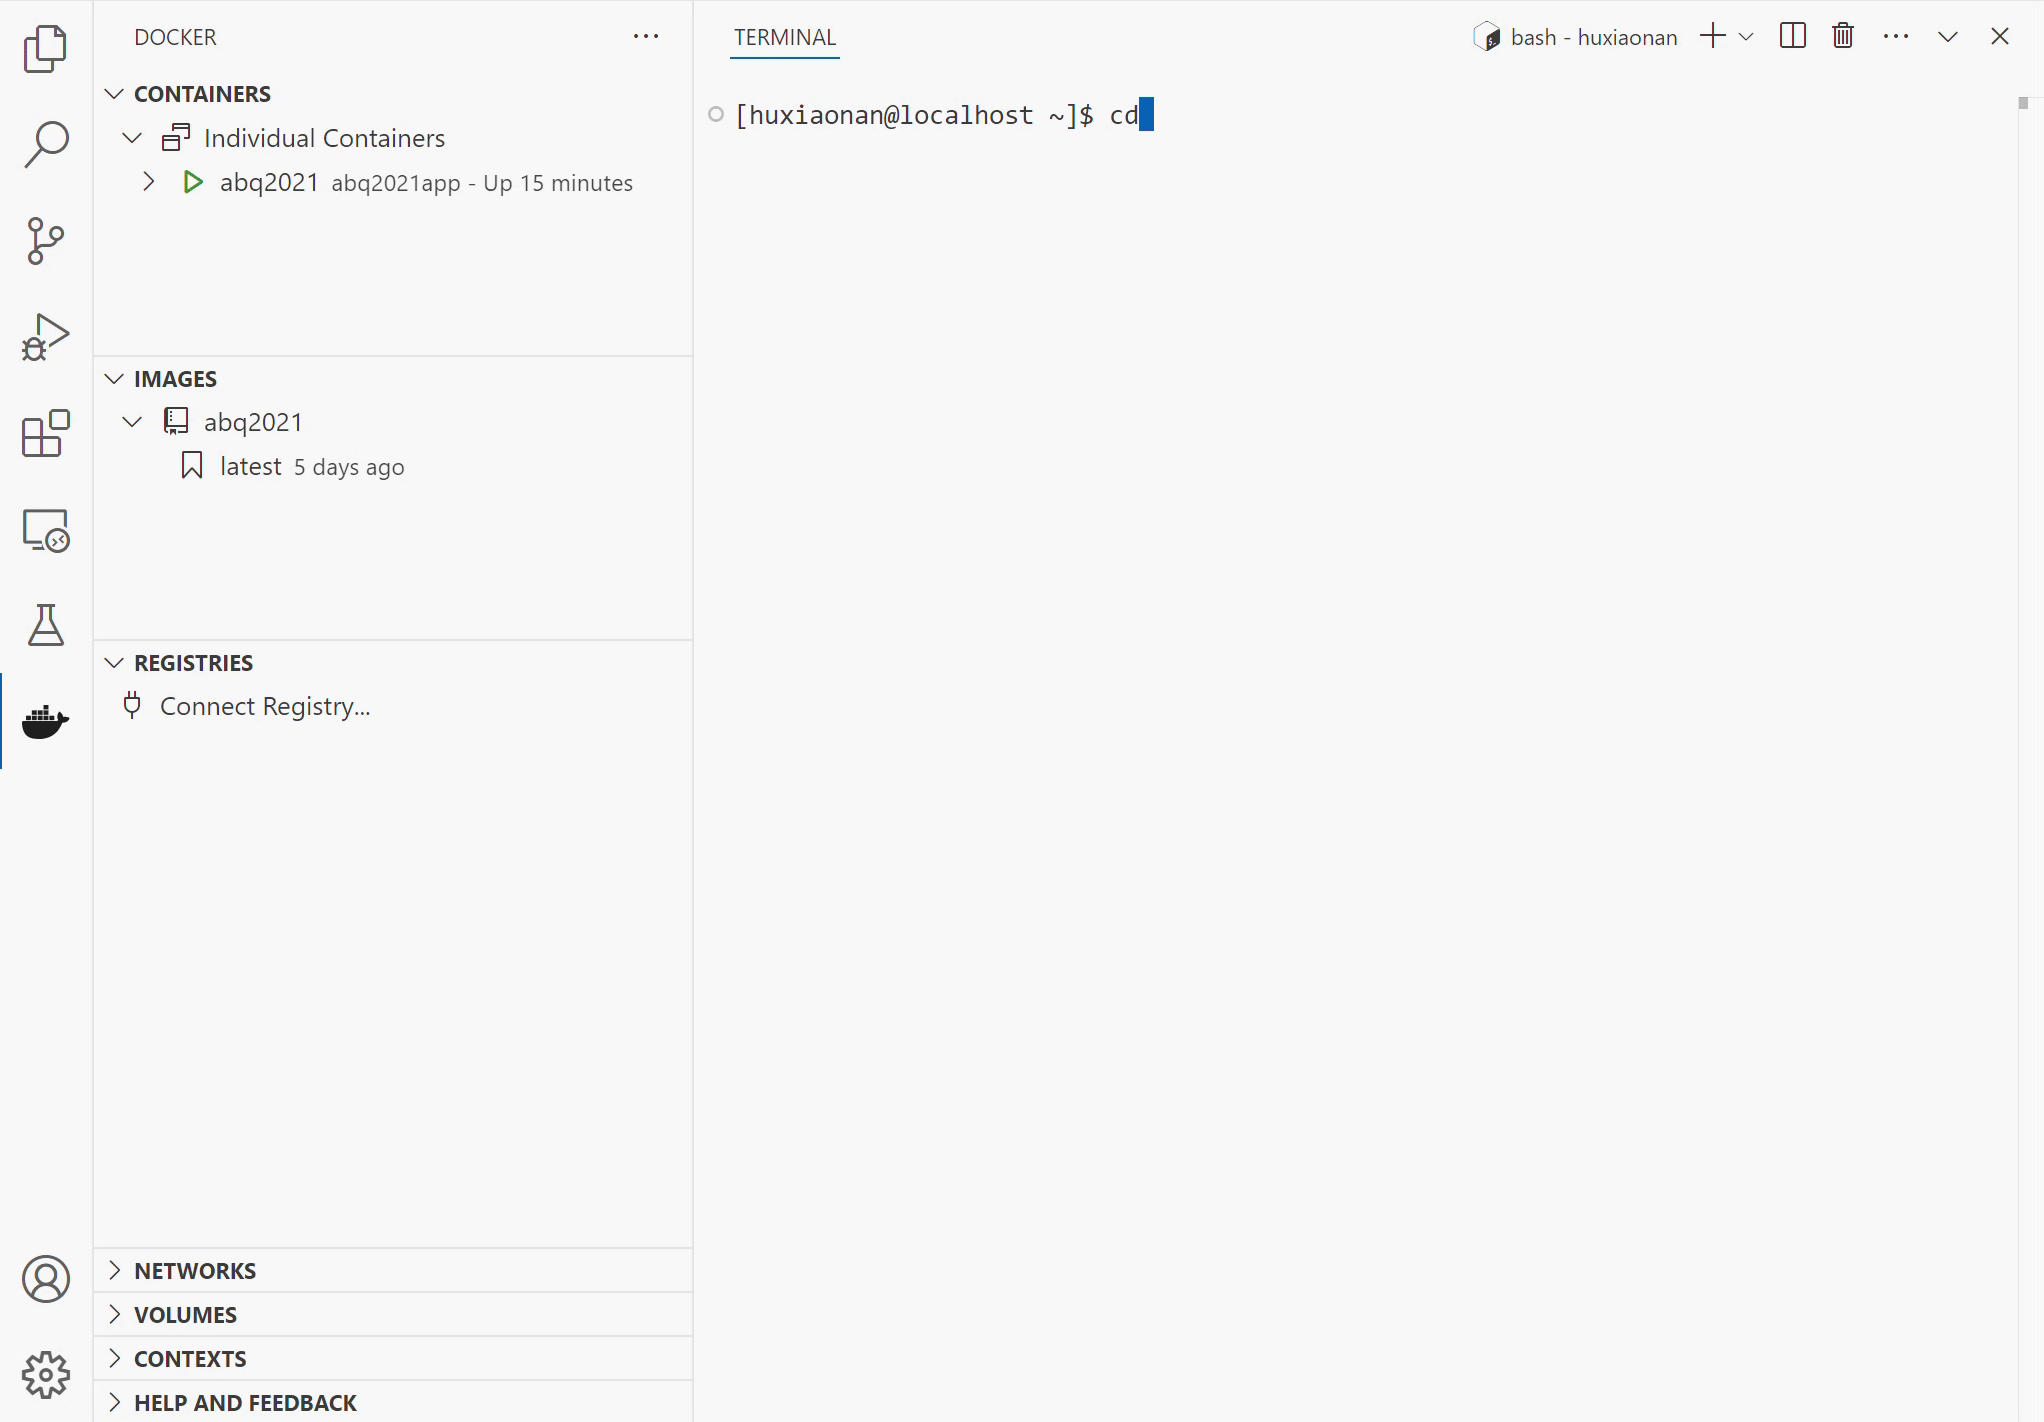 DOCKER
CONTAINERS
Individual Containers
abq2021 abq2021app - Up 15 minutes
IMAGES
abq2021
latest 5 days ago
REGISTRIES
Connect Registry...
NETWORKS
VOLUMES
CONTEXTS
HELP AND FEEDBACK
TERMINAL
bash - huxiaonan
[huxiaonan@localhost ~]$ cd